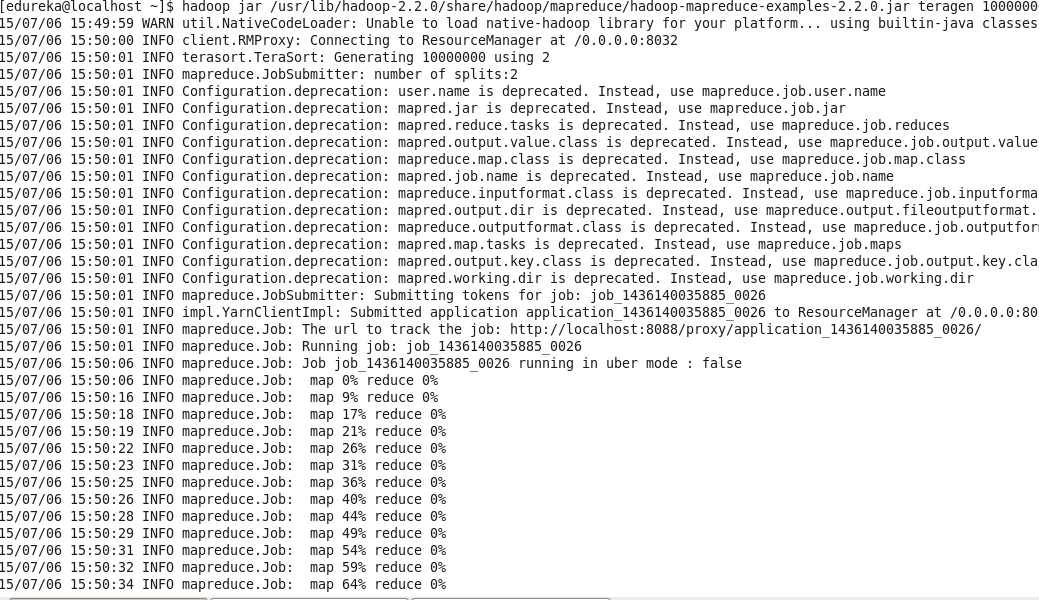 [edureka@localhost ~]$ hadoop jar /usr/lib/hadoop-2.2.0/share/hadoop/mapreduce/hadoop-mapreduce-examples-2.2.0.jar teragen 1000000
15/07/06 15:49:59 WARN util.NativeCodeLoader: Unable to load native-hadoop library for your platform... using builtin-java classes
15/07/06 15:50:00 INFO client.RMProxy: Connecting to ResourceManager at /0.0.0.0:8032
15/07/06 15:50:01 INFO terasort.TeraSort: Generating 10000000 using 2
15/07/06 15:50:01 INFO mapreduce.JobSubmitter: number of splits:2
15/07/06 15:50:01 INFO Configuration.deprecation: user.name is deprecated. Instead, use mapreduce.job.user.name
15/07/06 15:50:01 INFO Configuration.deprecation: mapred.jar is deprecated. Instead, use mapreduce.job.jar
15/07/06 15:50:01 INFO Configuration.deprecation: mapred.reduce.tasks is deprecated. Instead, use mapreduce.job.reduces
15/07/06 15:50:01 INFO Configuration.deprecation: mapred.output.value.class is deprecated. Instead, use mapreduce.job.output.value
15/07/06 15:50:01 INFO Configuration.deprecation: mapreduce.map.class is deprecated. Instead, use mapreduce.job.map.class
15/07/06 15:50:01 INFO Configuration.deprecation: mapred.job.name is deprecated. Instead, use mapreduce.job.name
15/07/06 15:50:01 INFO Configuration.deprecation: mapreduce.inputformat.class is deprecated. Instead, use mapreduce.job.inputforma
15/07/06 15:50:01 INFO Configuration.deprecation: mapred.output.dir is deprecated. Instead, use mapreduce.output.fileoutputformat.
15/07/06 15:50:01 INFO Configuration.deprecation: mapreduce.outputformat.class is deprecated. Instead, use mapreduce.job.outputfor
15/07/06 15:50:01 INFO Configuration.deprecation: mapred.map.tasks is deprecated. Instead, use mapreduce.job.maps
15/07/06 15:50:01 INFO Configuration.deprecation: mapred.output.key.class is deprecated. Instead, use mapreduce.job.output.key.cla
15/07/06 15:50:01 INFO Configuration.deprecation: mapred.working.dir is deprecated. Instead, use mapreduce.job.working.dir
15/07/06 15:50:01 INFO mapreduce.JobSubmitter: Submitting tokens for job: job_1436140035885_0026
15/07/06 15:50:01 INFO impl.YarnClientImpl: Submitted application application_1436140035885_0026 to ResourceManager at /0.0.0.0:80
15/07/06 15:50:01 INFO mapreduce.Job: The url to track the job: http://localhost:8088/proxy/application_1436140035885_0026/
15/07/06 15:50:01 INFO mapreduce.Job: Running job: job_1436140035885_0026
15/07/06 15:50:06 INFO mapreduce.Job: Job job_1436140035885_0026 running in uber mode : false
15/07/06 15:50:06 INFO mapreduce.Job:  map 0% reduce 0%
15/07/06 15:50:16 INFO mapreduce.Job:  map 9% reduce 0%
15/07/06 15:50:18 INFO mapreduce.Job:  map 17% reduce 0%
15/07/06 15:50:19 INFO mapreduce.Job:  map 21% reduce 0%
15/07/06 15:50:22 INFO mapreduce.Job:  map 26% reduce 0%
15/07/06 15:50:23 INFO mapreduce.Job:  map 31% reduce 0%
15/07/06 15:50:25 INFO mapreduce.Job:  map 36% reduce 0%
15/07/06 15:50:26 INFO mapreduce.Job:  map 40% reduce 0%
15/07/06 15:50:28 INFO mapreduce.Job:  map 44% reduce 0%
15/07/06 15:50:29 INFO mapreduce.Job:  map 49% reduce 0%
15/07/06 15:50:31 INFO mapreduce.Job:  map 54% reduce 0%
15/07/06 15:50:32 INFO mapreduce.Job:  map 59% reduce 0%
15/07/06 15:50:34 INFO mapreduce.Job:  map 64% reduce 0%